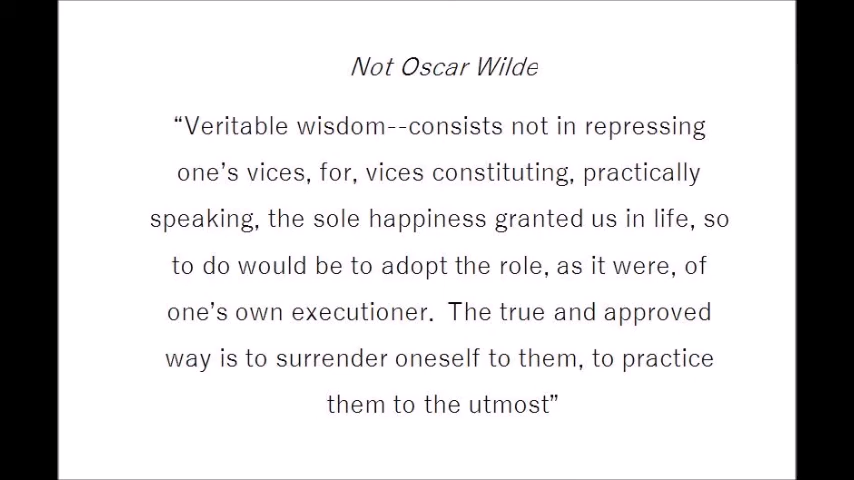 Not Oscar Wilde
“Veritable wisdom--consists not in repressing
one’s vices, for, vices constituting, practically
speaking, the sole happiness granted us in life, so
to do would be to adopt the role, as it were, of
one’s own executioner.  The true and approved
way is to surrender oneself to them, to practice
them to the utmost”